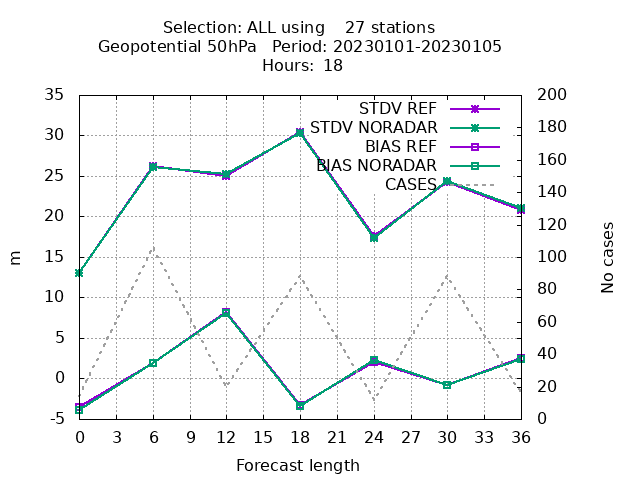 Selection: ALL using    27 stations
Geopotential 50hPa   Period: 20230101-20230105
Hours: 18
35
30
25
20
15
10
5
0
-5
m
200
180
160
140
120
100
80
60
40
20
0
No cases
STDV REF
STDV NORADAR
BIAS REF
BIAS NORADAR
CASES
0 3 6 9 12 15 18 21 24 27 30 33 36
Forecast length